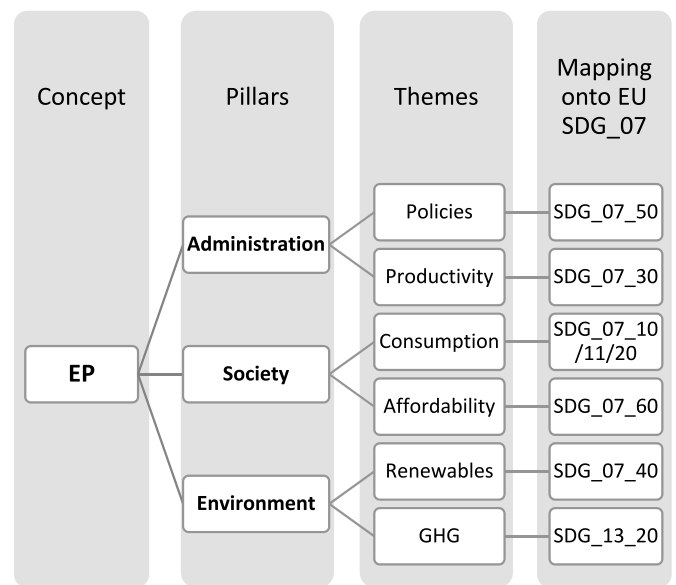 Concept
Pillars
Themes
Mapping
onto EU
SDG_07
EP
Administration
Society
Environment
Policies
Productivity
Consumption
Affordability
Renewables
GHG
SDG_07_50
SDG_07_30
SDG_07_10
/11/20
SDG_07_60
SDG_07_40
SDG_13_20